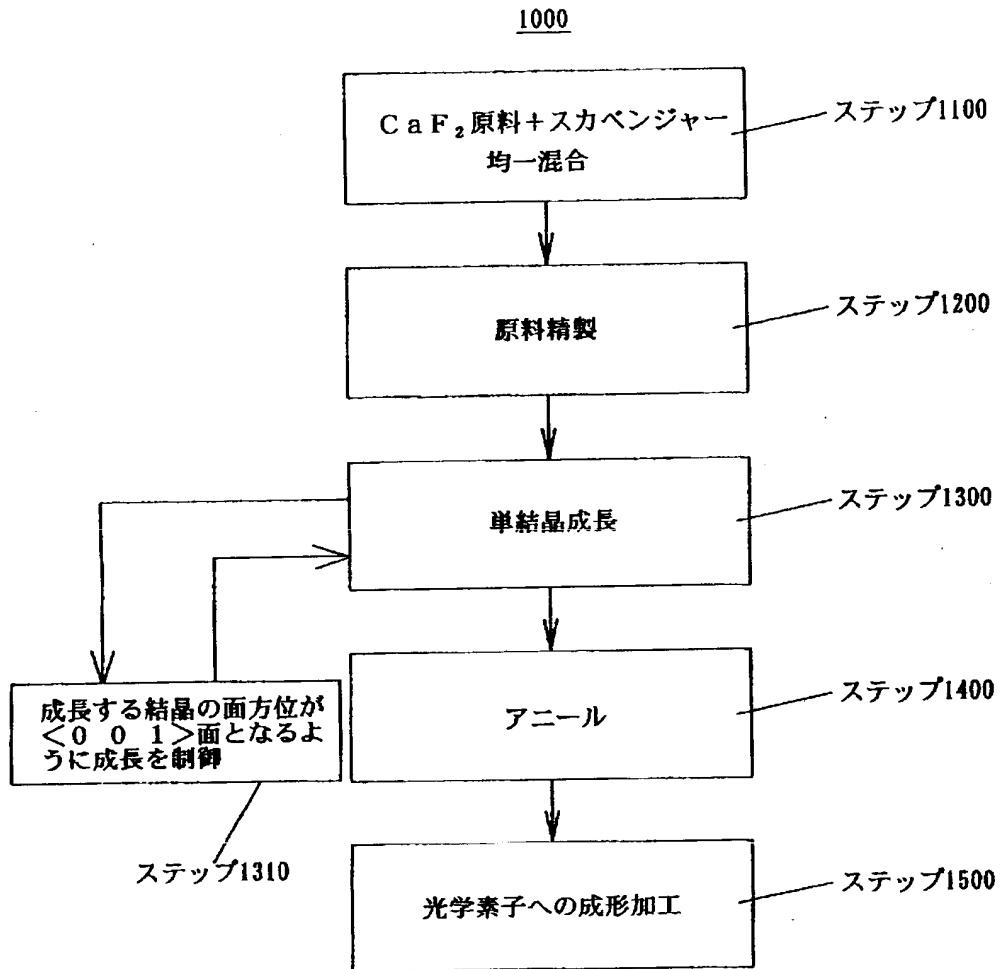 1000
CaF₂原料+スカベンジャー
均一混合
ステップ1100
原料精製
ステップ1200
単結晶成長
ステップ1300
成長する結晶の面方位が
<0 0 1>面となるよ
うに成長を制御
ステップ1310
アニール
ステップ1400
光学素子への成形加工
ステップ1500